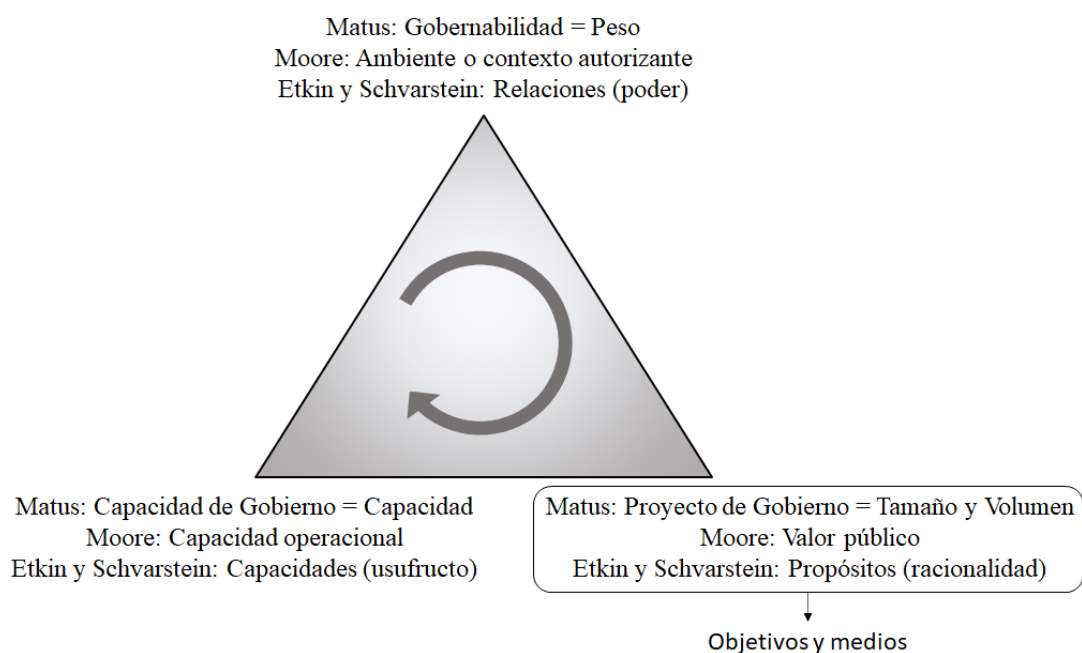 Matus: Gobernabilidad = Peso
Moore: Ambiente o contexto autorizante
Etkin y Schvarstein: Relaciones (poder)
Matus: Capacidad de Gobierno = Capacidad
Moore: Capacidad operacional
Etkin y Schvarstein: Capacidades (usufructo)
Matus: Proyecto de Gobierno = Tamaño y Volumen
Moore: Valor público
Etkin y Schvarstein: Propósitos (racionalidad)
Objetivos y medios